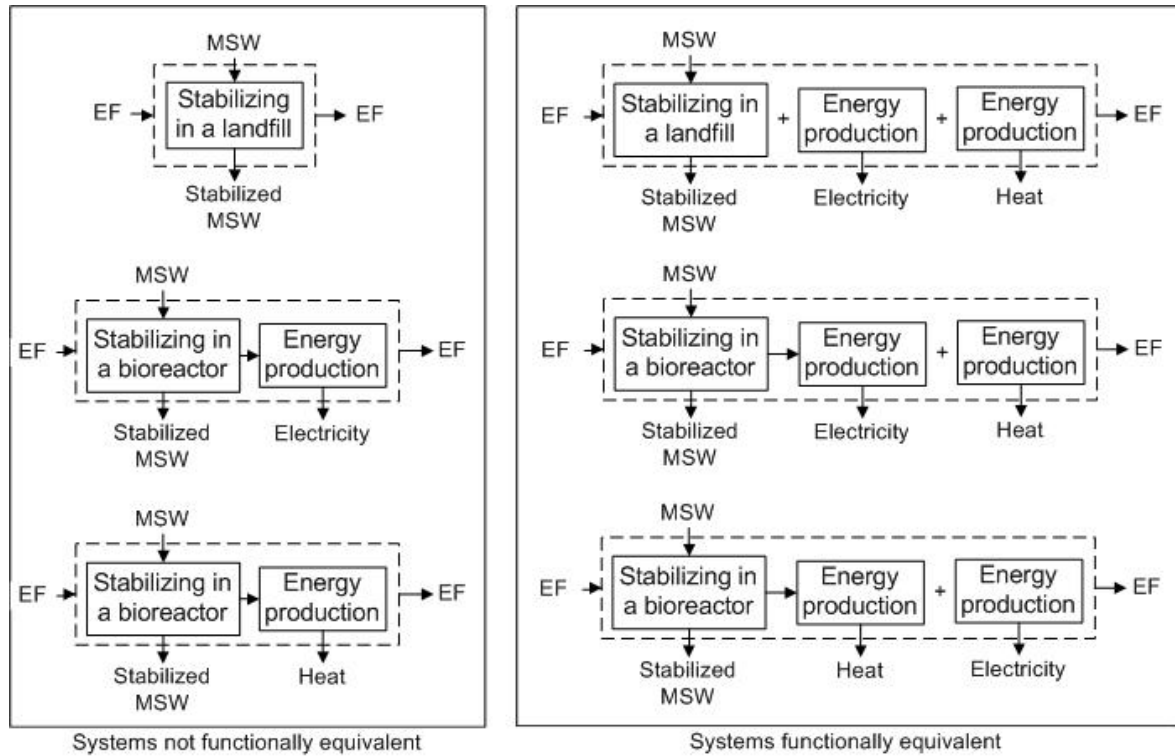 MSW
EF
Stabilizing
in a landfill
EF
Stabilized
MSW
MSW
EF
Stabilizing in
a bioreactor
Energy
production
EF
Stabilized
MSW
Electricity
MSW
EF
Stabilizing in
a bioreactor
Energy
production
EF
Stabilized
MSW
Heat
Systems not functionally equivalent
MSW
EF
Stabilizing in
a landfill
+
Energy
production
+
Energy
production
EF
Stabilized
MSW
Electricity
Heat
MSW
EF
Stabilizing in
a bioreactor
Energy
production
+
Energy
production
EF
Stabilized
MSW
Electricity
Heat
MSW
EF
Stabilizing in
a bioreactor
Energy
production
+
Energy
production
EF
Stabilized
MSW
Heat
Electricity
Systems functionally equivalent